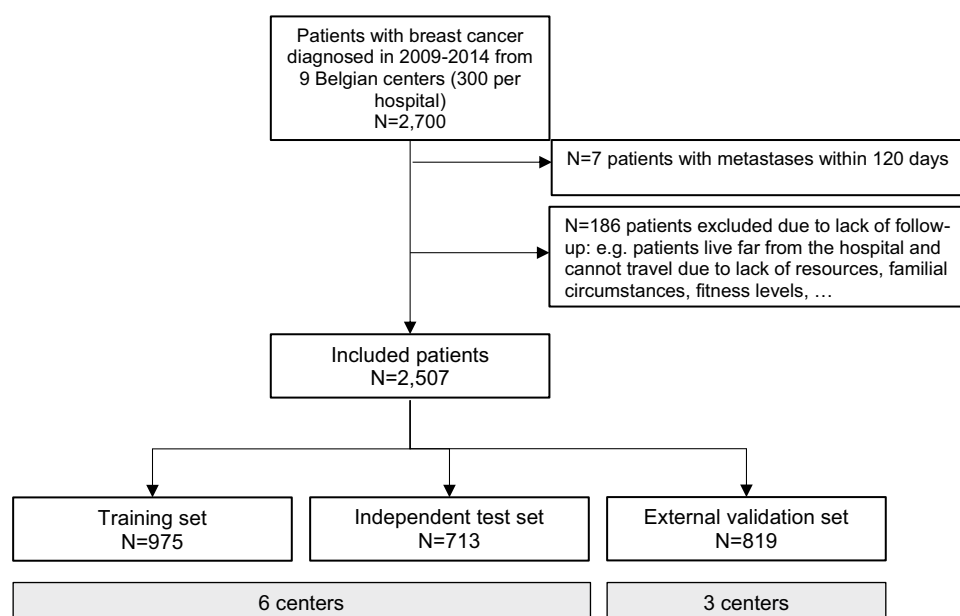 Patients with breast cancer
diagnosed in 2009-2014 from
9 Belgian centers (300 per
hospital)
N=2,700
N=7 patients with metastases within 120 days
N=186 patients excluded due to lack of follow-
up: e.g. patients live far from the hospital and
cannot travel due to lack of resources, familial
circumstances, fitness levels, …
Included patients
N=2,507
Training set
N=975
Independent test set
N=713
External validation set
N=819
6 centers
3 centers